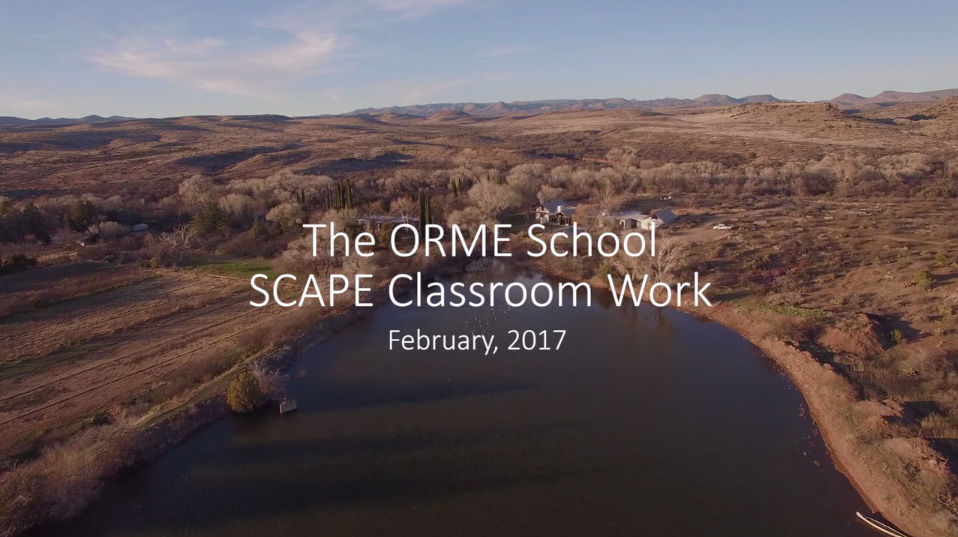 The ORME School
SCAPE Classroom Work
February, 2017